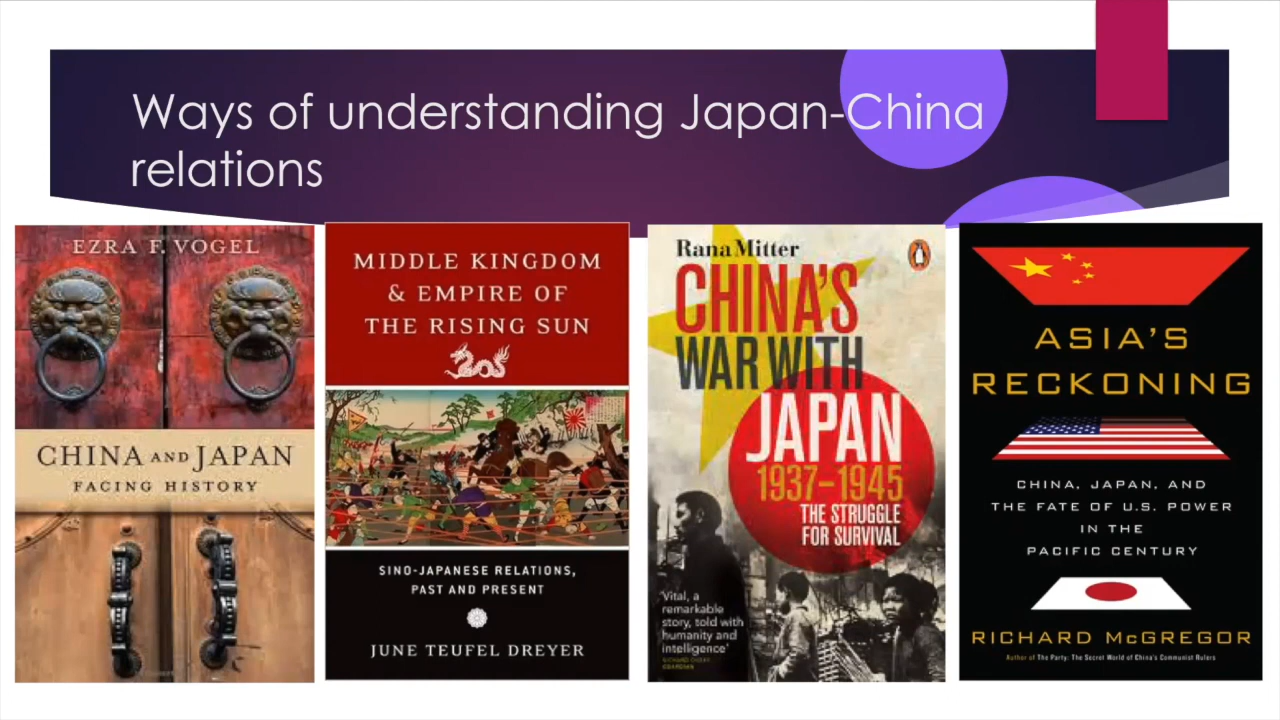 Ways of understanding Japan-China
relations
EZRA F. VOGEL
CHINA AND JAPAN
FACING HISTORY
MIDDLE KINGDOM
& EMPIRE OF
THE RISING SUN
SINO-JAPANESE RELATIONS,
PAST AND PRESENT
JUNE TEUFEL DREYER
Rana Mitter
CHINA'S
WAR WITH
JAPAN
1937–1945
THE STRUGGLE
FOR SURVIVAL
'Vital, a
remarkable
story, told with
humanity and
intelligence'
GUARDIAN
ASIA'S
RECKONING
CHINA, JAPAN, AND
THE FATE OF U.S. POWER
IN THE
PACIFIC CENTURY
RICHARD McGREGOR
Author of The Party: The Secret World of China's Communist Rulers